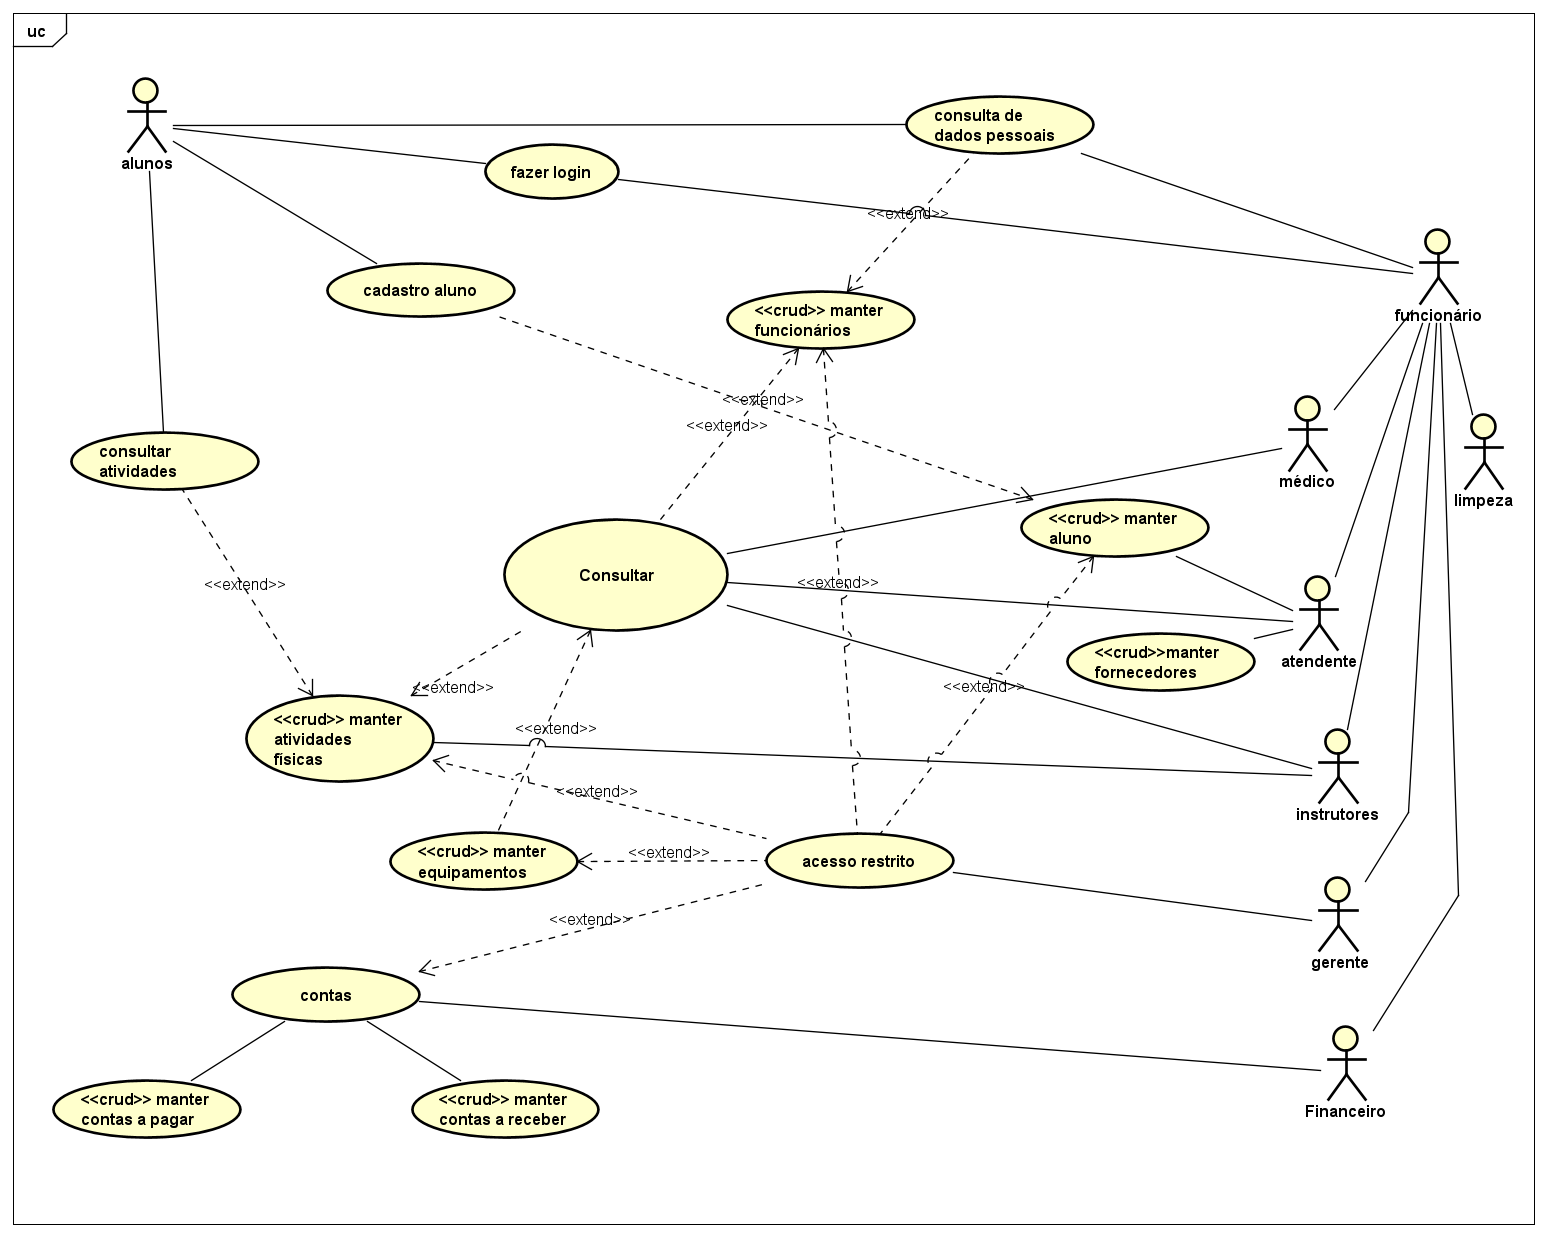 uc
alunos
consulta de
dados pessoais
fazer login
<<extend>>
cadastro aluno
<<crud>> manter
funcionários
funcionário
<<extend>>
<<extend>>
consultar
atividades
médico
limpeza
<<crud>> manter
aluno
Consultar
<<extend>>
<<extend>>
<<crud>>manter
fornecedores
atendente
<<extend>>
<<extend>>
<<crud>> manter
atividades
físicas
<<extend>>
<<extend>>
instrutores
<<crud>> manter
equipamentos
<<extend>>
acesso restrito
<<extend>>
gerente
contas
<<crud>> manter
contas a pagar
<<crud>> manter
contas a receber
Financeiro